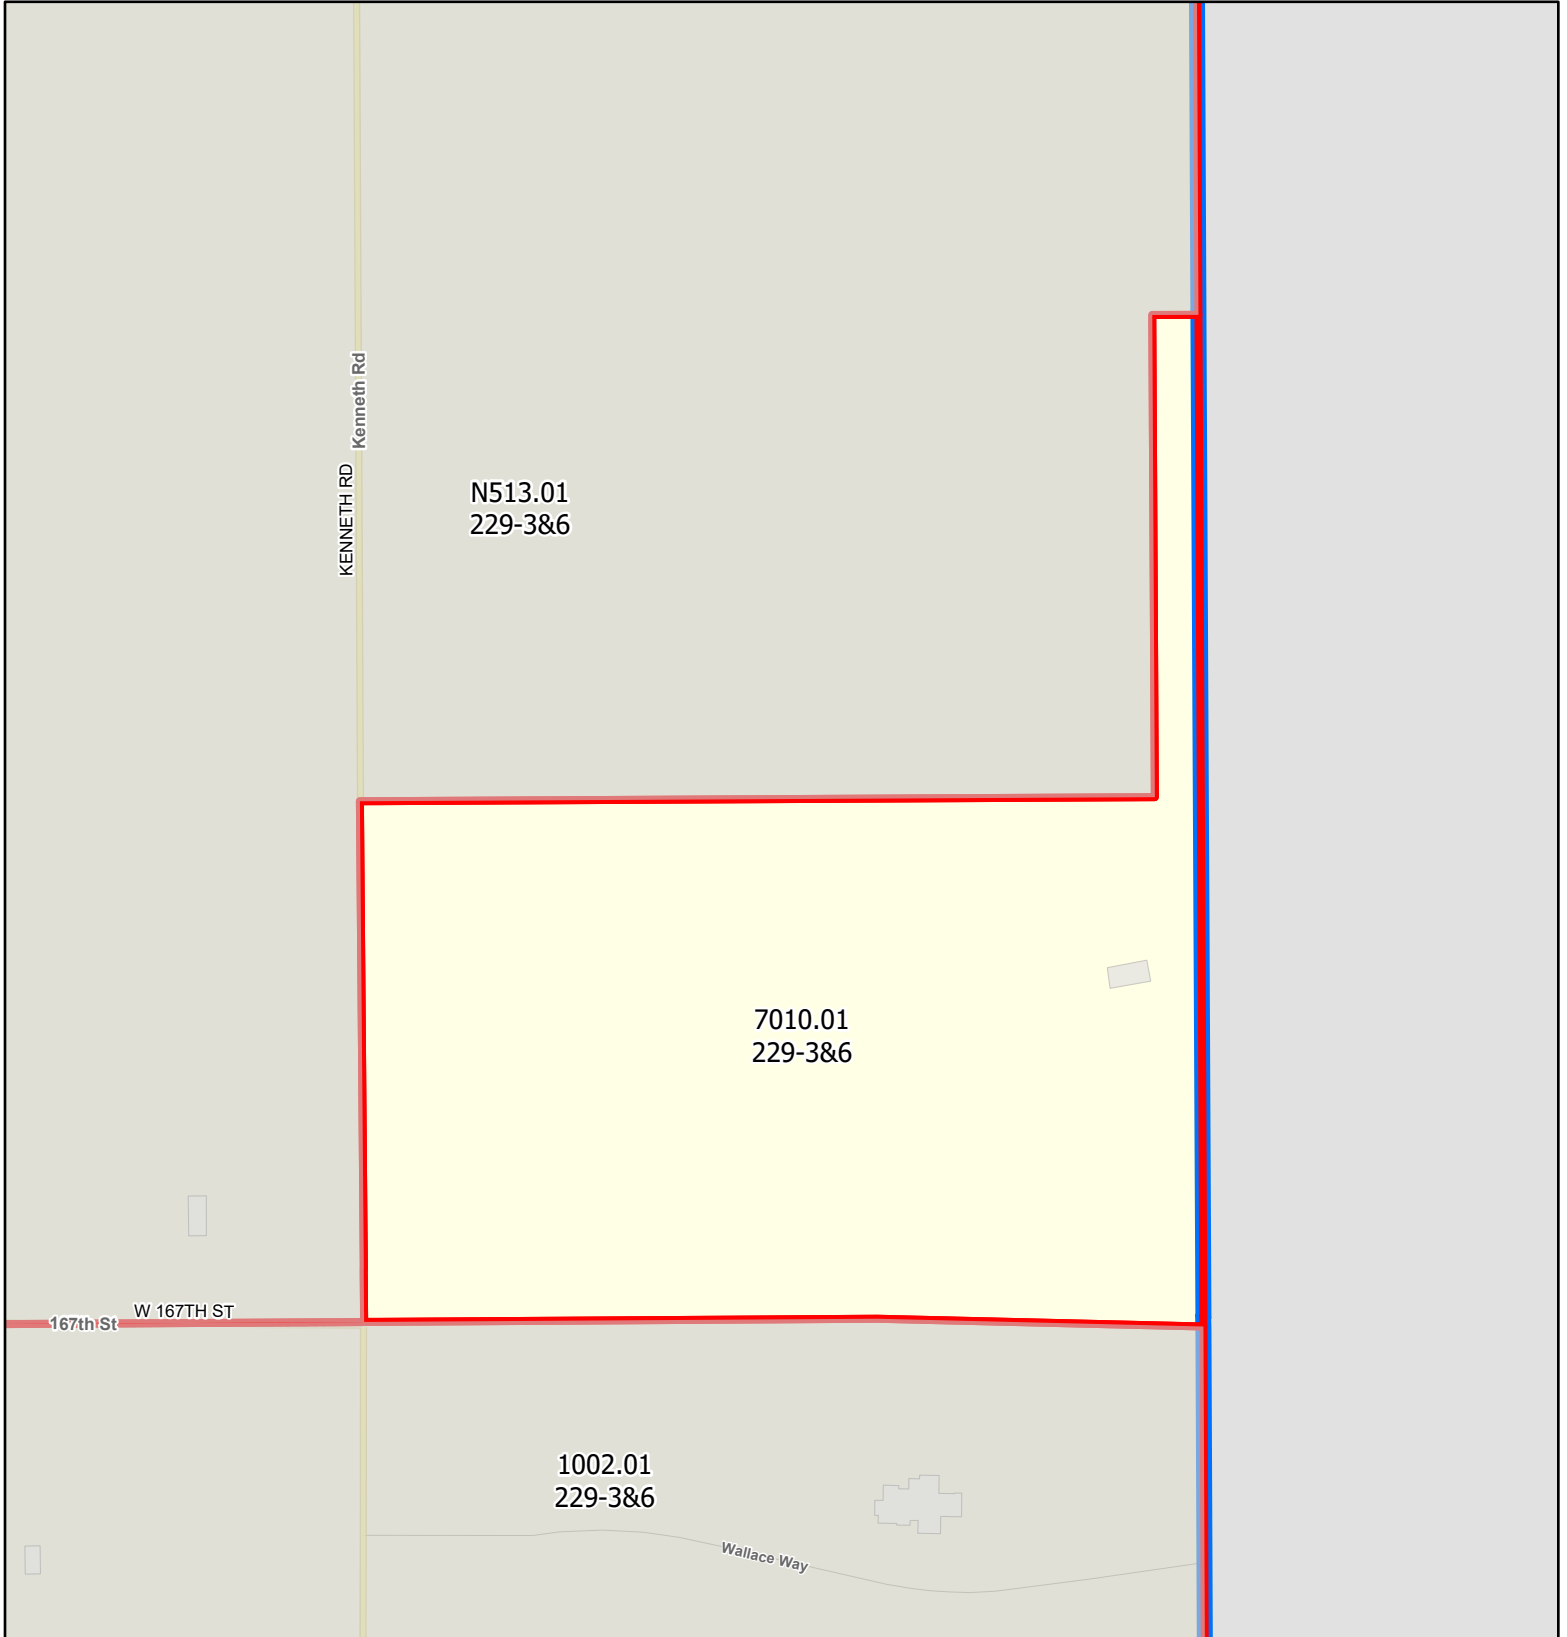 Kenneth Rd
KENNETH RD
N513.01
229-3&6
7010.01
229-3&6
W 167TH ST
167th St
1002.01
229-3&6
Wallace Way